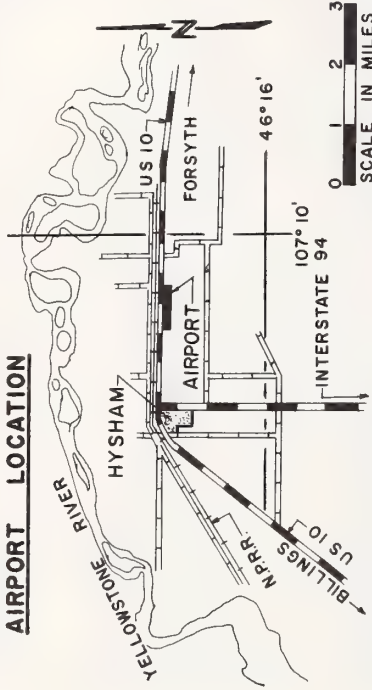 AIRPORT LOCATION
YELLOWSTONE RIVER
N
US 10
FORSYTH
HYSHAM
AIRPORT
46° 16'
107° 10'
INTERSTATE 94
N.P.R.R.
US 10
BILLINGS
0 1 2 3
SCALE IN MILES